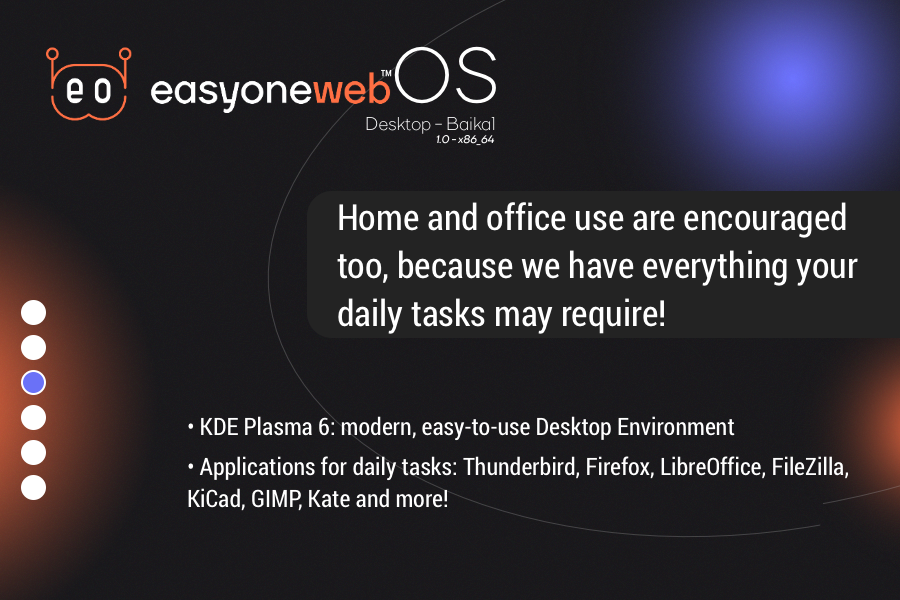 eo easyoneweb™OS
Desktop - Baikal
1.0 - x86_64
Home and office use are encouraged
too, because we have everything your
daily tasks may require!
• KDE Plasma 6: modern, easy-to-use Desktop Environment
• Applications for daily tasks: Thunderbird, Firefox, LibreOffice, FileZilla,
KiCad, GIMP, Kate and more!